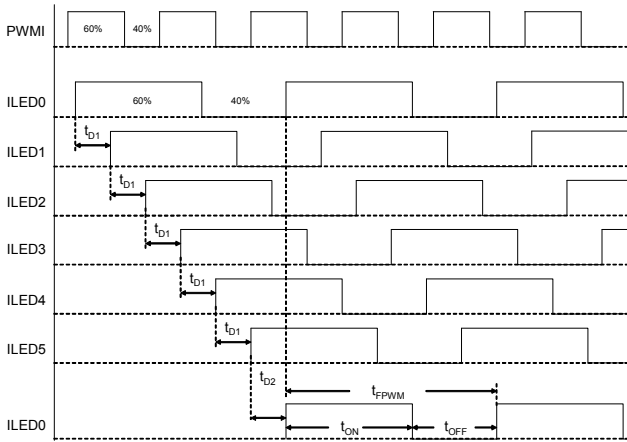 PWMI
60%
40%
ILED0
60%
40%
tD1
ILED1
tD1
ILED2
tD1
ILED3
tD1
ILED4
tD1
ILED5
tD2
tFPWM
tON
tOFF
ILED0